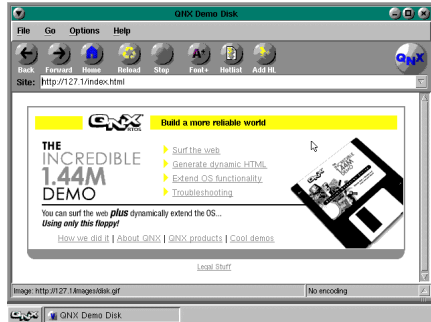 QNX Demo Disk
File Go Options Help
Back Forward Home Reload Stop Font+ Hotlist Add HL
QNX
Site: http://127.1/index.html
QNX
RTOS
Build a more reliable world
THE
INCREDIBLE
1.44M
DEMO
Surf the web
Generate dynamic HTML
Extend OS functionality
Troubleshooting
You can surf the web plus dynamically extend the OS...
Using only this floppy!
How we did it | About QNX | QNX products | Cool demos
Legal Stuff
Image: http://127.1/images/disk.gif
No encoding
QNX QNX Demo Disk